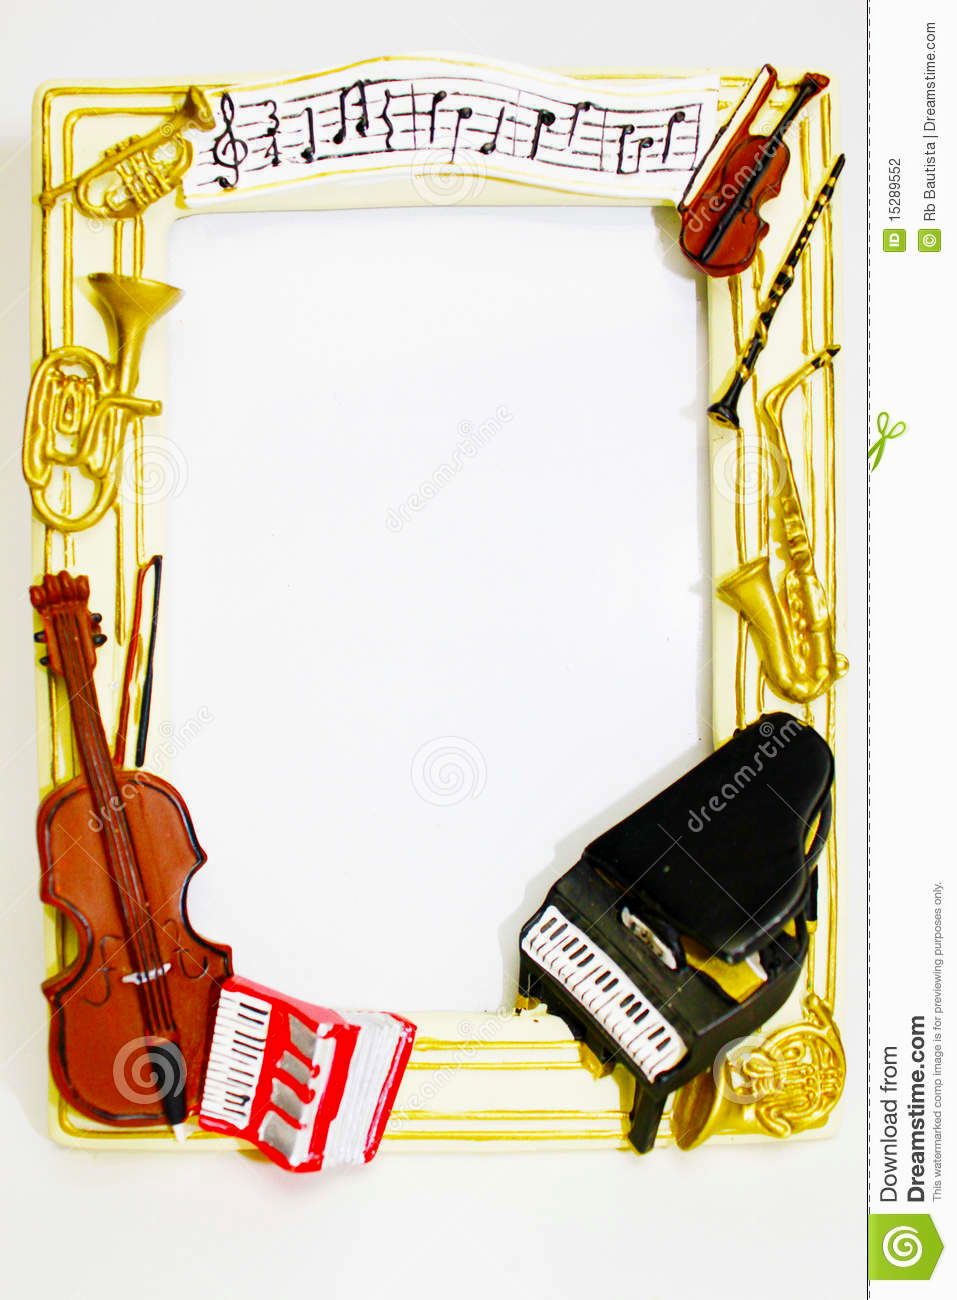 dreamstime
dreamstime
dreamstime
dreamstime
dreamstime
dreamstime
ID 15289552
© Rb Bautista | Dreamstime.com
Download from
Dreamstime.com
This watermarked comp image is for previewing purposes only.